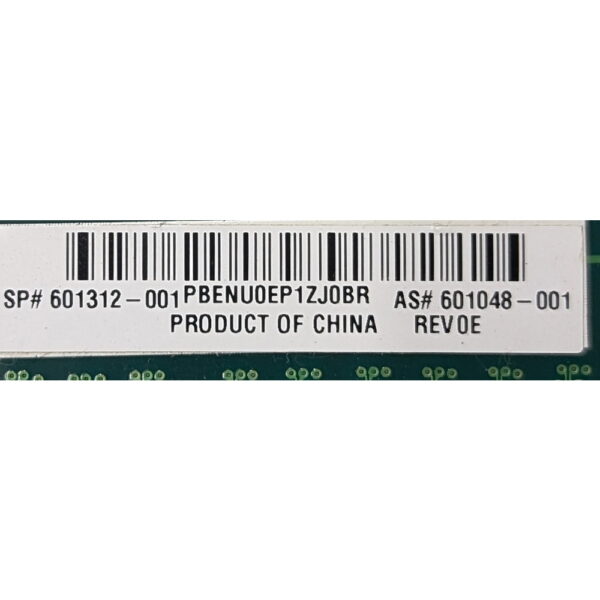 SP# 601312-001 PBENU0EP1ZJ0BR AS# 601048-001
PRODUCT OF CHINA REV0E